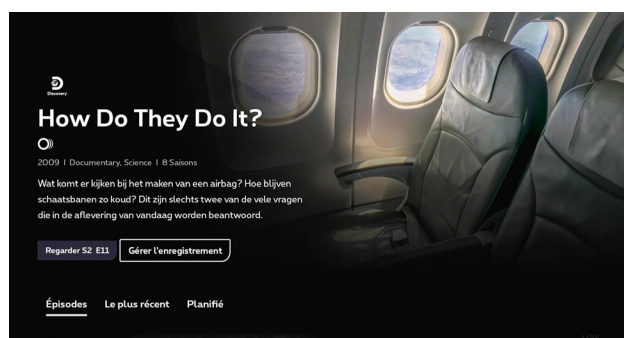 Discovery
How Do They Do It?
2009 I Documentary, Science I 8 Saisons
Wat komt er kijken bij het maken van een airbag? Hoe blijven
schaatsbanen zo koud? Dit zijn slechts twee van de vele vragen
die in de aflevering van vandaag worden beantwoord.
Regarder S2 E11 Gérer l'enregistrement
Épisodes Le plus récent Planifié